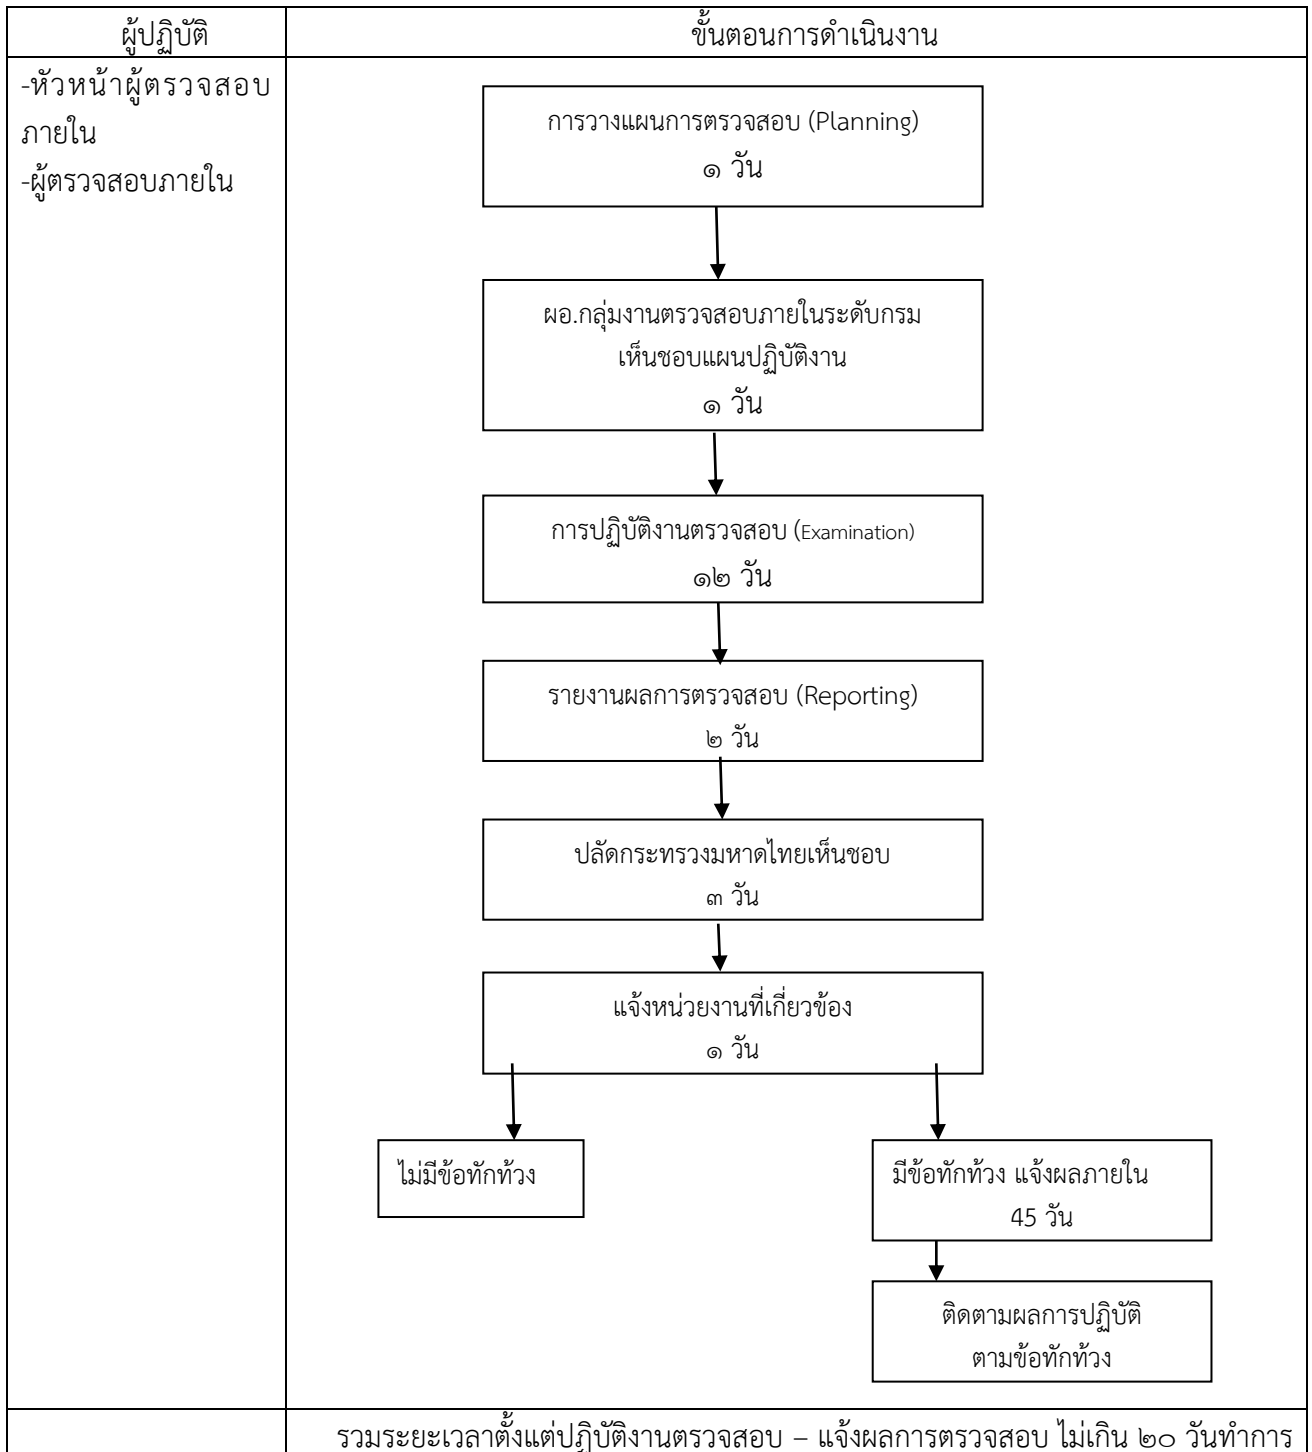 ผู้ปฏิบัติ
ขั้นตอนการดำเนินงาน
-หัวหน้าผู้ตรวจสอบ
ภายใน
-ผู้ตรวจสอบภายใน
การวางแผนการตรวจสอบ (Planning)
๑ วัน
ผอ.กลุ่มงานตรวจสอบภายในระดับกรม
เห็นชอบแผนปฏิบัติงาน
๑ วัน
การปฏิบัติงานตรวจสอบ (Examination)
๑๒ วัน
รายงานผลการตรวจสอบ (Reporting)
๒ วัน
ปลัดกระทรวงมหาดไทยเห็นชอบ
๓ วัน
แจ้งหน่วยงานที่เกี่ยวข้อง
๑ วัน
ไม่มีข้อทักท้วง
มีข้อทักท้วง แจ้งผลภายใน
45 วัน
ติดตามผลการปฏิบัติ
ตามข้อทักท้วง
รวมระยะเวลาตั้งแต่ปฏิบัติงานตรวจสอบ – แจ้งผลการตรวจสอบ ไม่เกิน ๒๐ วันทำการ